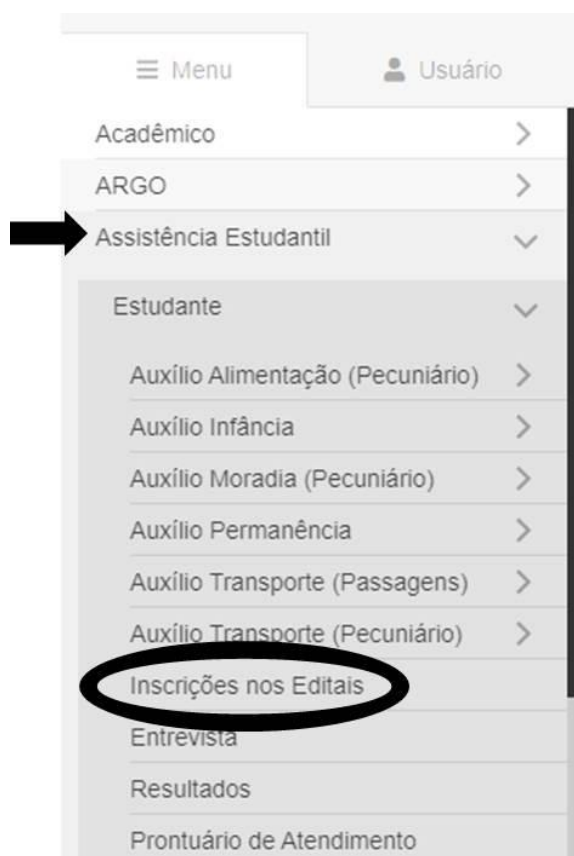 Menu
Usuário
Acadêmico
ARGO
Assistência Estudantil
Estudante
Auxílio Alimentação (Pecuniário)
Auxílio Infância
Auxílio Moradia (Pecuniário)
Auxílio Permanência
Auxílio Transporte (Passagens)
Auxílio Transporte (Pecuniário)
Inscrições nos Editais
Entrevista
Resultados
Prontuário de Atendimento